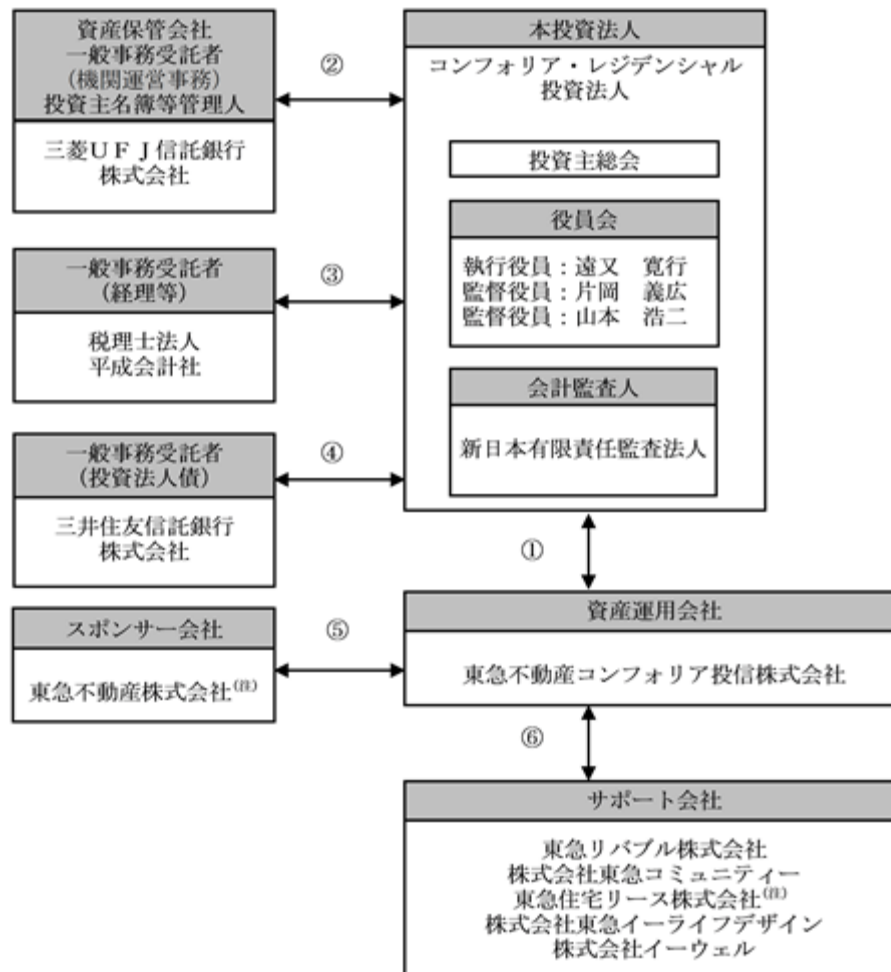 資産保管会社
一般事務受託者
(機関運営事務)
投資主名簿等管理人
三菱ＵＦＪ信託銀行
株式会社
②
本投資法人
コンフォリア・レジデンシャル
投資法人
投資主総会
役員会
執行役員：遠又　寛行
監督役員：片岡　義広
監督役員：山本　浩二
会計監査人
新日本有限責任監査法人
一般事務受託者
(経理等)
税理士法人
平成会計社
③
一般事務受託者
(投資法人債)
三井住友信託銀行
株式会社
④
①
スポンサー会社
東急不動産株式会社(注)
⑤
資産運用会社
東急不動産コンフォリア投信株式会社
⑥
サポート会社
東急リバブル株式会社
株式会社東急コミュニティー
東急住宅リース株式会社(注)
株式会社東急イーライフデザイン
株式会社イーウェル